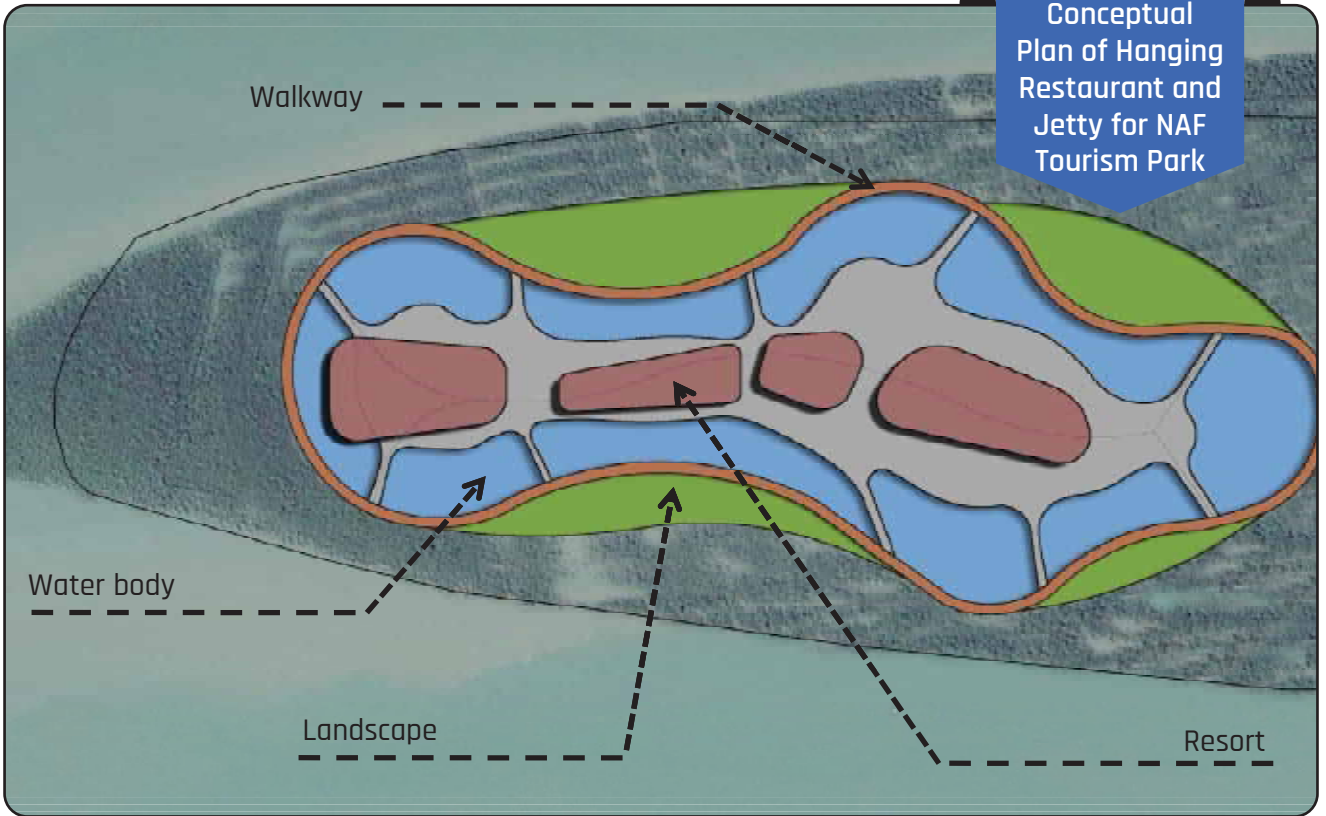 Conceptual
Plan of Hanging
Restaurant and
Jetty for NAF
Tourism Park
Walkway
Water body
Landscape
Resort